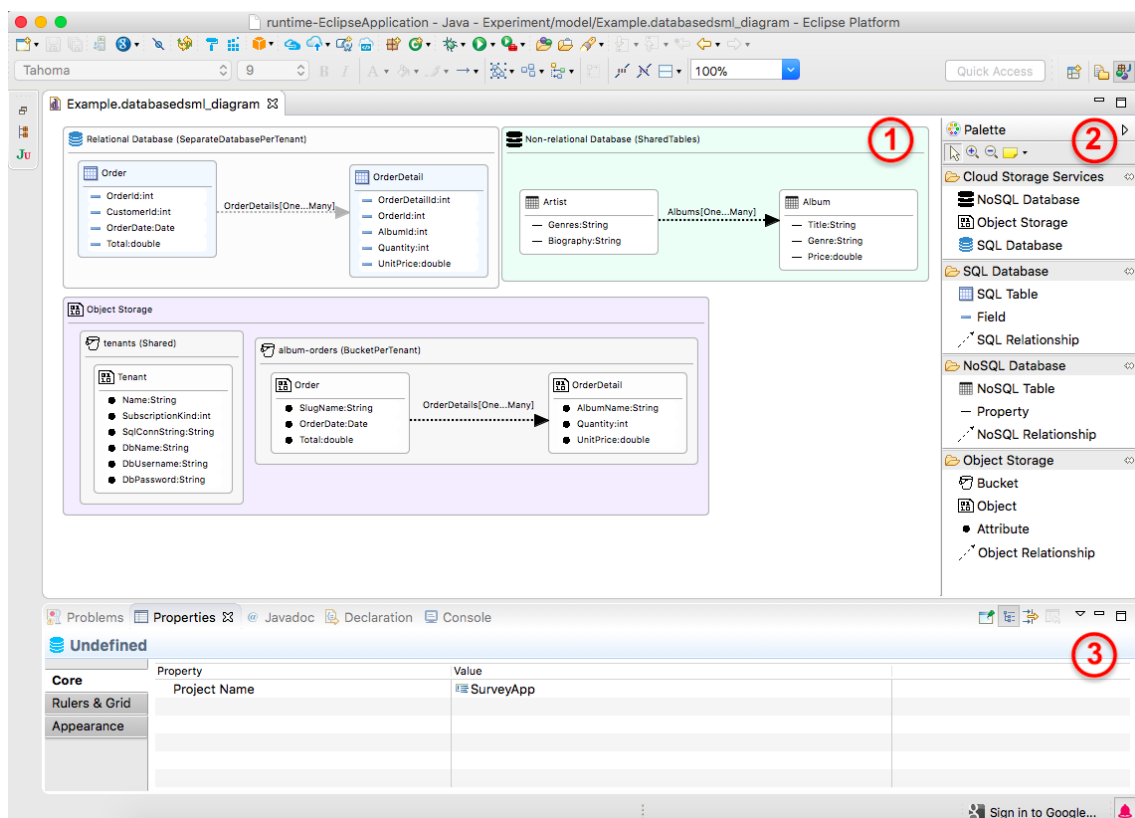 runtime-EclipseApplication - Java - Experiment/model/Example.databasedsml_diagram - Eclipse Platform
Tahoma
9
B I A
100%
Quick Access
Ju
Example.databasedsml_diagram
Relational Database (SeparateDatabasePerTenant)
Order
OrderId:int
CustomerId:int
OrderDate:Date
Total:double
OrderDetails[One...Many]
OrderDetail
OrderDetailId:int
OrderId:int
AlbumId:int
Quantity:int
UnitPrice:double
Non-relational Database (SharedTables)
1
Artist
Genres:String
Biography:String
Albums[One...Many]
Album
Title:String
Genre:String
Price:double
Object Storage
tenants (Shared)
Tenant
Name:String
SubscriptionKind:int
SqlConnString:String
DbName:String
DbUsername:String
DbPassword:String
album-orders (BucketPerTenant)
Order
SlugName:String
OrderDate:Date
Total:double
OrderDetails[One...Many]
OrderDetail
AlbumName:String
Quantity:int
UnitPrice:double
Palette
2
Cloud Storage Services
NoSQL Database
Object Storage
SQL Database
SQL Database
SQL Table
Field
SQL Relationship
NoSQL Database
NoSQL Table
Property
NoSQL Relationship
Object Storage
Bucket
Object
Attribute
Object Relationship
Problems Properties @ Javadoc Declaration Console
Undefined
3
Core
Rulers & Grid
Appearance
Property Value
Project Name SurveyApp
Sign in to Google...